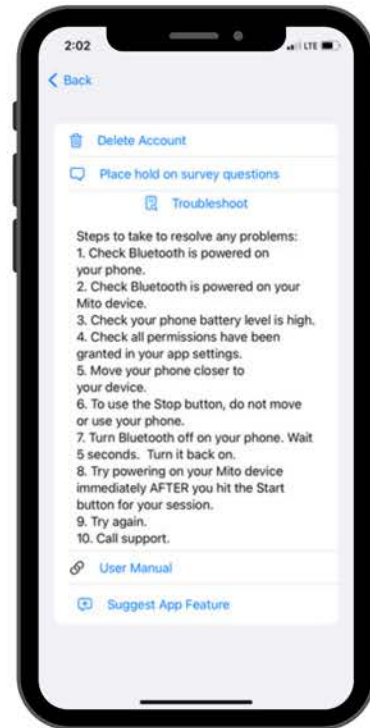 2:02
LTE
Back
Delete Account
Place hold on survey questions
Troubleshoot
Steps to take to resolve any problems:
1. Check Bluetooth is powered on
your phone.
2. Check Bluetooth is powered on your
Mito device.
3. Check your phone battery level is high.
4. Check all permissions have been
granted in your app settings.
5. Move your phone closer to
your device.
6. To use the Stop button, do not move
or use your phone.
7. Turn Bluetooth off on your phone. Wait
5 seconds.  Turn it back on.
8. Try powering on your Mito device
immediately AFTER you hit the Start
button for your session.
9. Try again.
10. Call support.
User Manual
Suggest App Feature